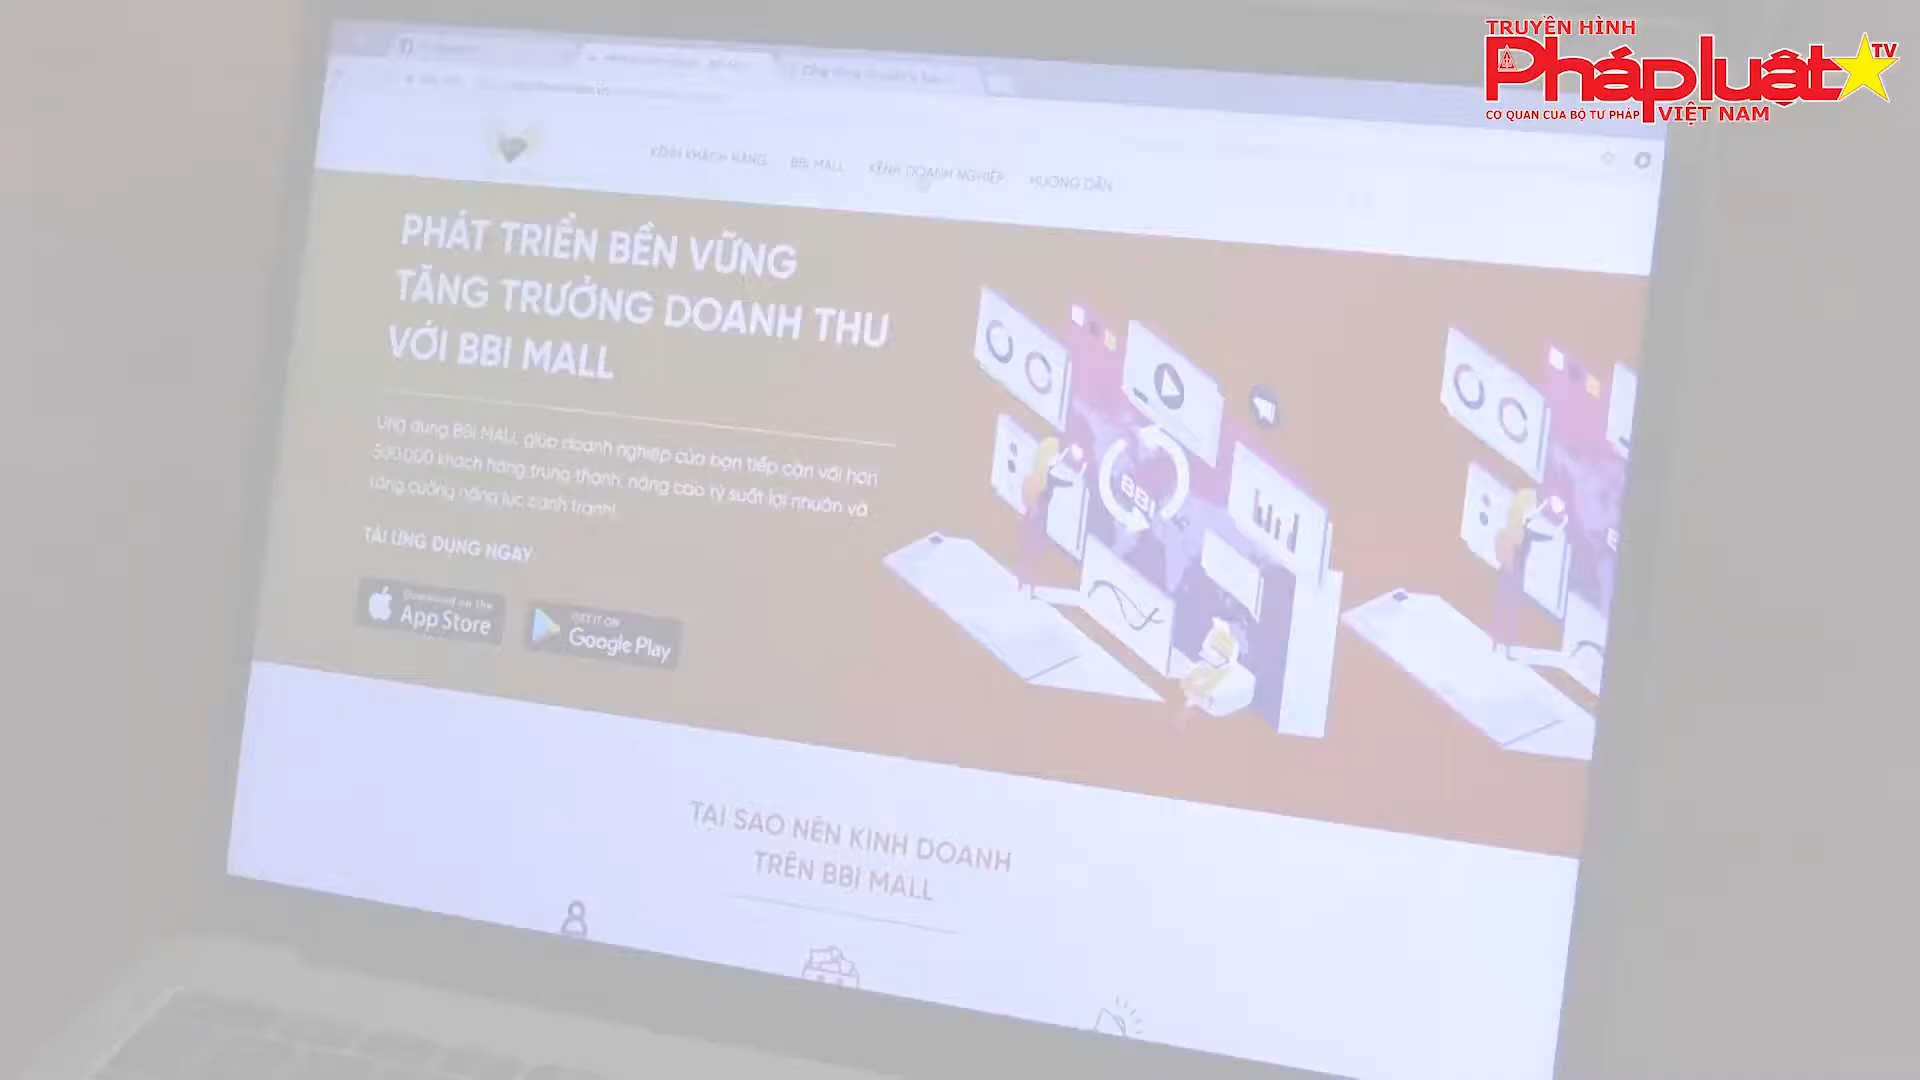 TRUYỀN HÌNH
Pháp luật TV
CƠ QUAN CỦA BỘ TƯ PHÁP VIỆT NAM
KÊNH KHÁCH HÀNG BBI MALL KÊNH DOANH NGHIỆP HƯỚNG DẪN
PHÁT TRIỂN BỀN VỮNG
TĂNG TRƯỞNG DOANH THU
VỚI BBI MALL
Ứng dụng BBI MALL giúp doanh nghiệp của bạn tiếp cận với hơn
500.000 khách hàng trung thành, nâng cao tỷ suất lợi nhuận và
tăng cường năng lực cạnh tranh!
TẢI ỨNG DỤNG NGAY
Download on the
App Store
GET IT ON
Google Play
BBI
TẠI SAO NÊN KINH DOANH
TRÊN BBI MALL